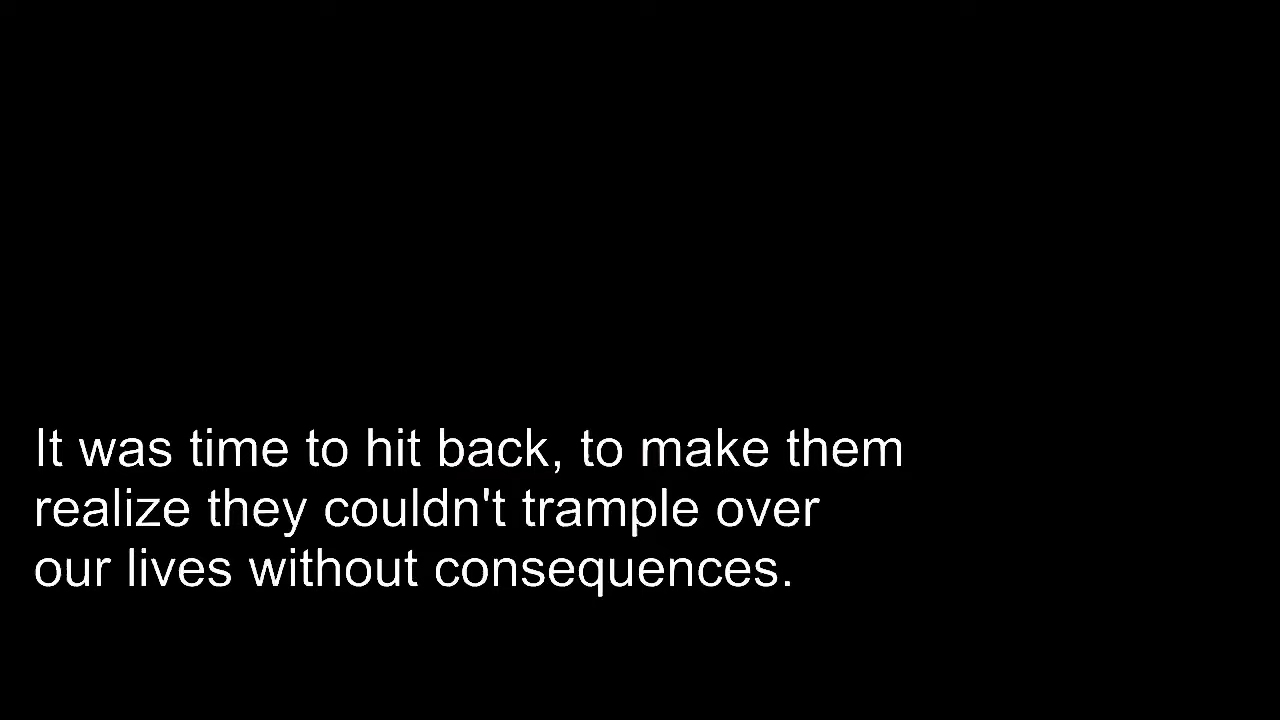 It was time to hit back, to make them
realize they couldn't trample over
our lives without consequences.